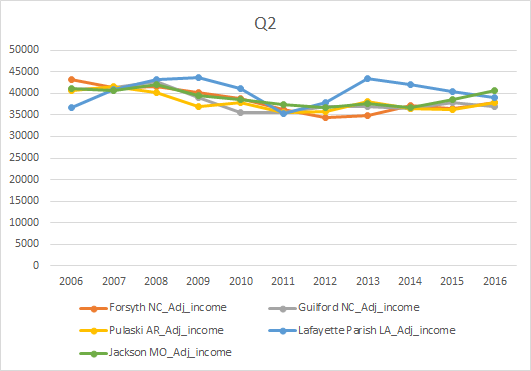 Q2
50000
45000
40000
35000
30000
25000
20000
15000
10000
5000
0
2006 2007 2008 2009 2010 2011 2012 2013 2014 2015 2016
Forsyth NC_Adj_income Guilford NC_Adj_income
Pulaski AR_Adj_income Lafayette Parish LA_Adj_income
Jackson MO_Adj_income